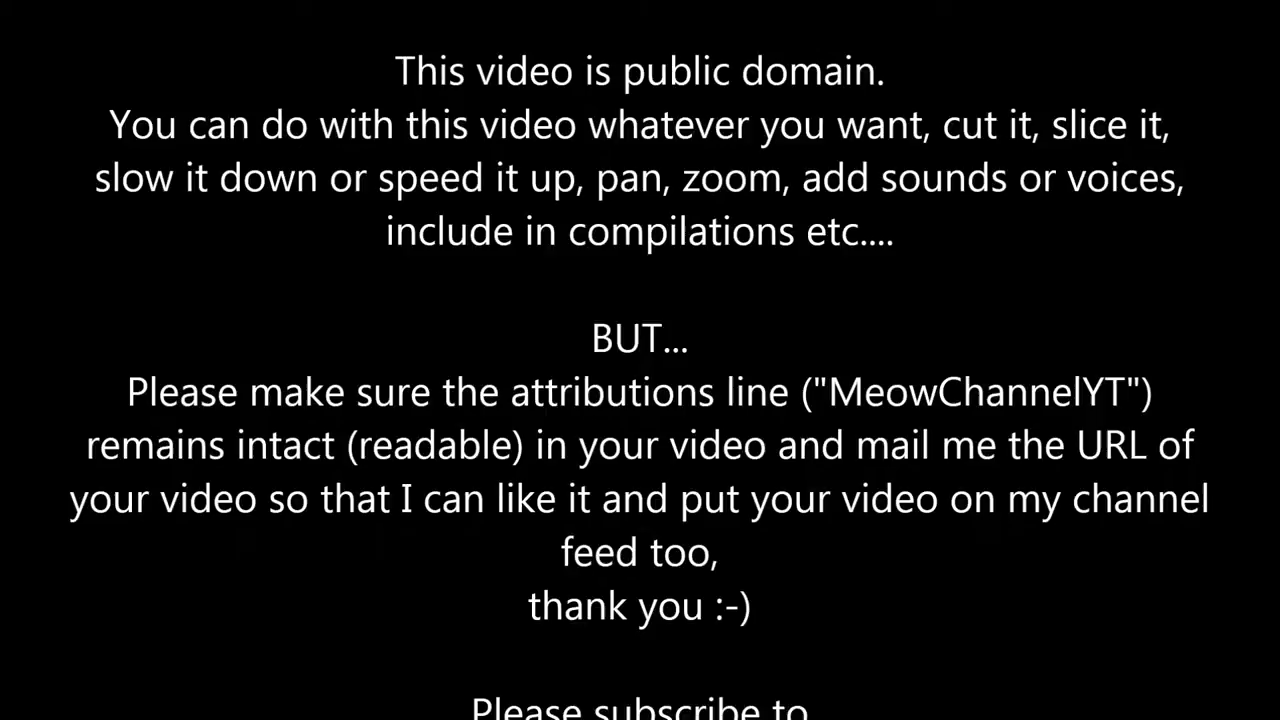 This video is public domain.
You can do with this video whatever you want, cut it, slice it,
slow it down or speed it up, pan, zoom, add sounds or voices,
include in compilations etc....
BUT...
Please make sure the attributions line ("MeowChannelYT")
remains intact (readable) in your video and mail me the URL of
your video so that I can like it and put your video on my channel
feed too,
thank you :-)
Please subscribe to